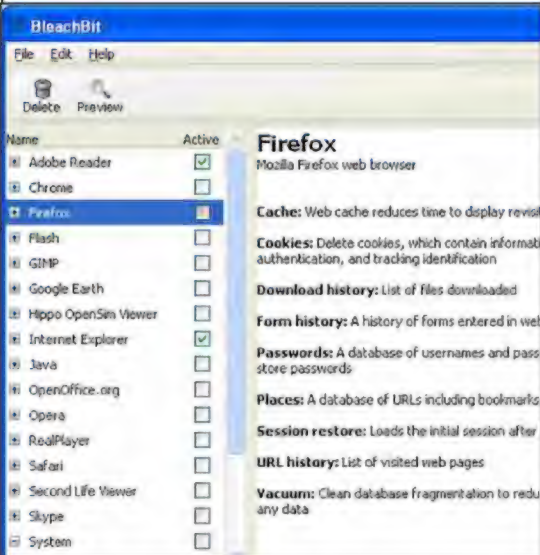 BleachBit
File Edit Help
Delete Preview
Name Active
Adobe Reader
Chrome
Firefox
Flash
GIMP
Google Earth
Hippo OpenSim Viewer
Internet Explorer
Java
OpenOffice.org
Opera
RealPlayer
Safari
Second Life Viewer
Skype
System
Firefox
Mozilla Firefox web browser
Cache: Web cache reduces time to display revisit
Cookies: Delete cookies, which contain informati
authentication, and tracking identification
Download history: List of files downloaded
Form history: A history of forms entered in web
Passwords: A database of usernames and pass
store passwords
Places: A database of URLs including bookmarks
Session restore: Loads the initial session after
URL history: List of visited web pages
Vacuum: Clean database fragmentation to redu
any data